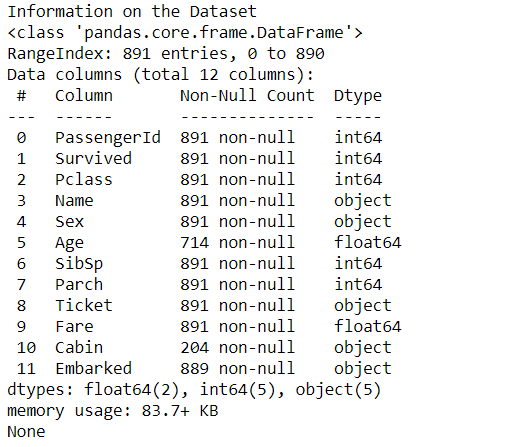 Information on the Dataset
<class 'pandas.core.frame.DataFrame'>
RangeIndex: 891 entries, 0 to 890
Data columns (total 12 columns):
 #   Column       Non-Null Count  Dtype
---  ------       --------------  -----
 0   PassengerId  891 non-null    int64
 1   Survived     891 non-null    int64
 2   Pclass       891 non-null    int64
 3   Name         891 non-null    object
 4   Sex          891 non-null    object
 5   Age          714 non-null    float64
 6   SibSp        891 non-null    int64
 7   Parch        891 non-null    int64
 8   Ticket       891 non-null    object
 9   Fare         891 non-null    float64
 10  Cabin        204 non-null    object
 11  Embarked     889 non-null    object
dtypes: float64(2), int64(5), object(5)
memory usage: 83.7+ KB
None